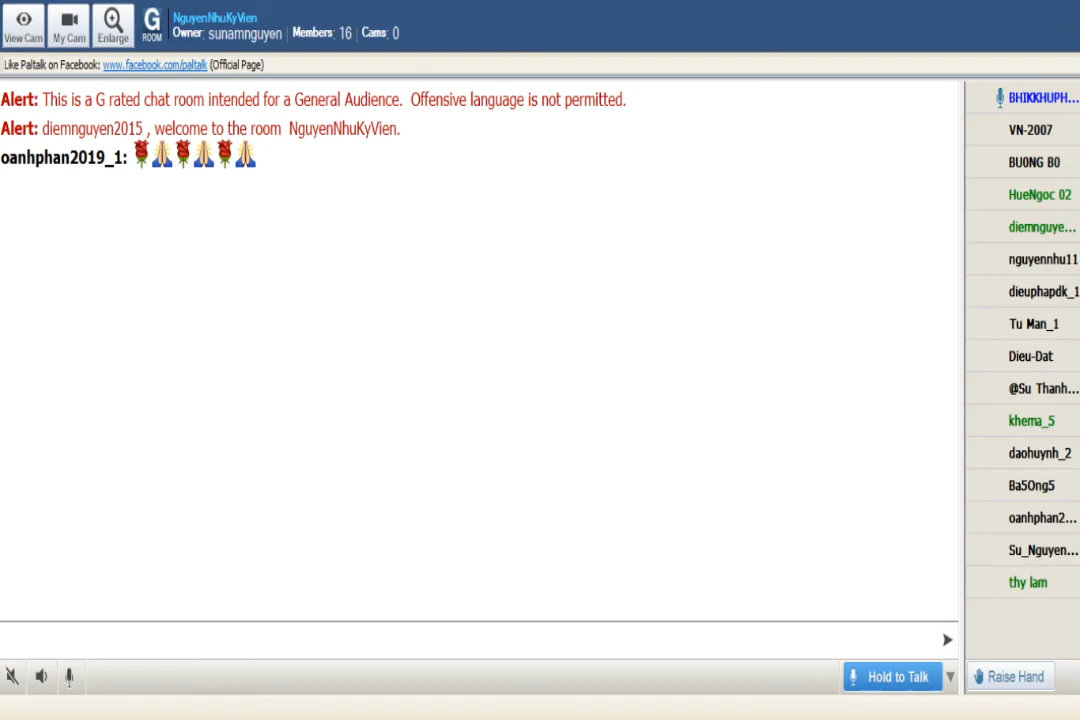 View Cam
My Cam
Enlarge
G
ROOM
NguyenNhuKyVien
Owner: sunamnguyen | Members: 16 | Cams: 0
Like Paltalk on Facebook: www.facebook.com/paltalk (Official Page)
Alert: This is a G rated chat room intended for a General Audience. Offensive language is not permitted.
Alert: diemnguyen2015 , welcome to the room NguyenNhuKyVien.
oanhphan2019_1: 🌹🙏🌹🙏🌹🙏
BHIKKHUPH...
VN-2007
BU0NG B0
HueNgoc 02
diemnguye...
nguyennhu11
dieuphapdk_1
Tu Man_1
Dieu-Dat
@Su Thanh...
khema_5
daohuynh_2
Ba5Ong5
oanhphan2...
Su_Nguyen...
thy lam
Hold to Talk
Raise Hand